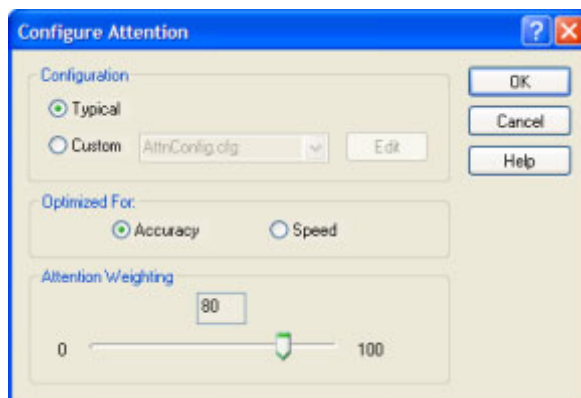 Configure Attention
?
Configuration
OK
Typical
Cancel
Custom AttnConfig.cfg Edit
Help
Optimized For:
Accuracy Speed
Attention Weighting
80
0 100